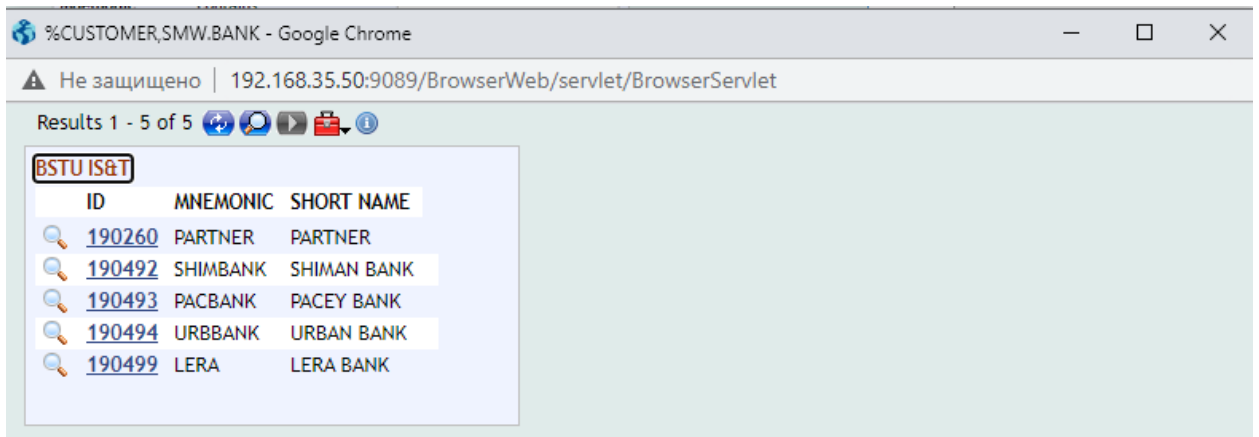 %CUSTOMER,SMW.BANK - Google Chrome
Не защищено | 192.168.35.50:9089/BrowserWeb/servlet/BrowserServlet
Results 1 - 5 of 5
BSTU IS&T
ID MNEMONIC SHORT NAME
190260 PARTNER PARTNER
190492 SHIMBANK SHIMAN BANK
190493 PACBANK PACEY BANK
190494 URBBANK URBAN BANK
190499 LERA LERA BANK